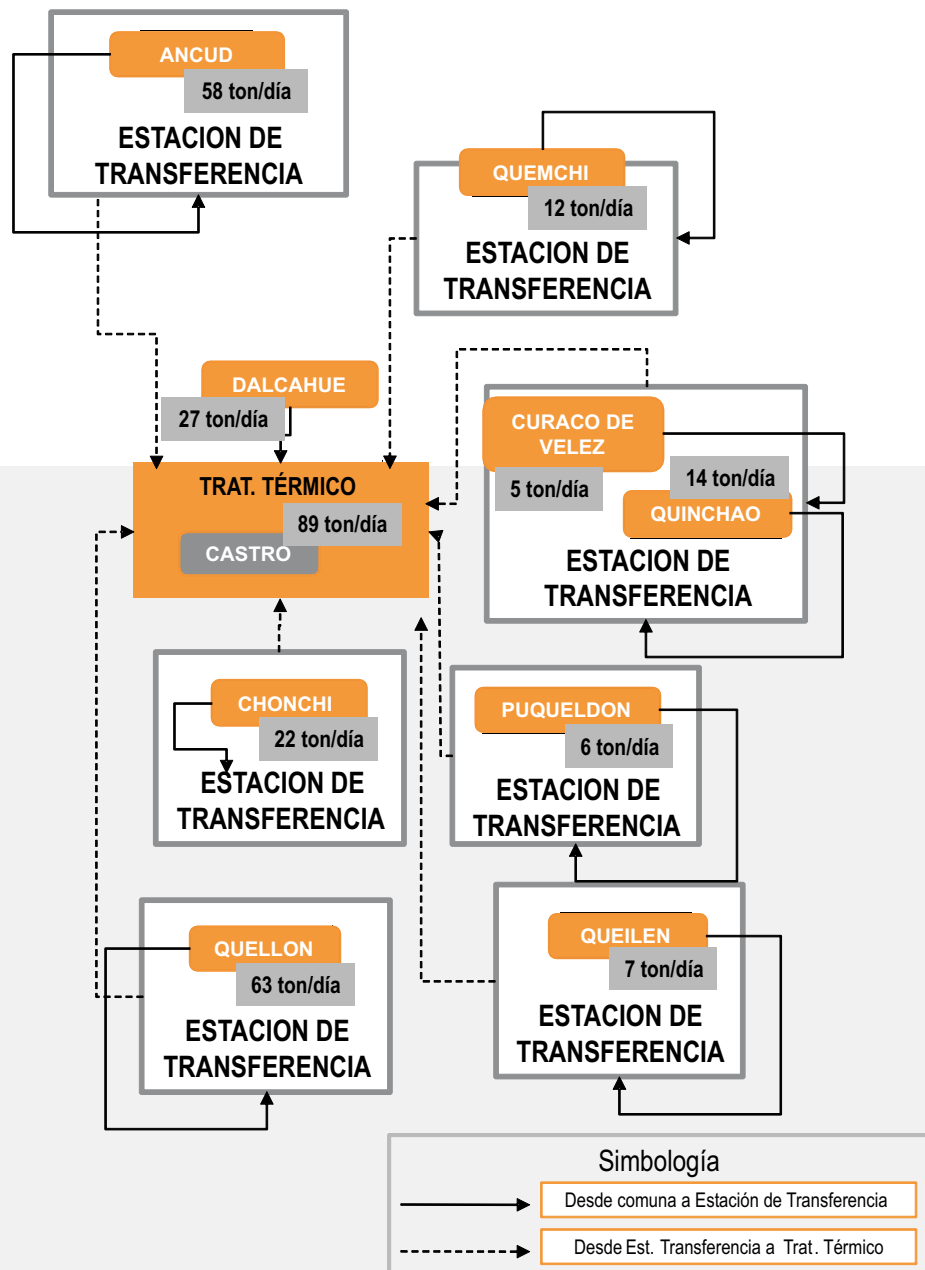 ANCUD
58 ton/día
ESTACION DE
TRANSFERENCIA
QUEMCHI
12 ton/día
ESTACION DE
TRANSFERENCIA
DALCAHUE
27 ton/día
CURACO DE
VELEZ
5 ton/día
14 ton/día
QUINCHAO
ESTACION DE
TRANSFERENCIA
TRAT. TÉRMICO
89 ton/día
CASTRO
CHONCHI
22 ton/día
ESTACION DE
TRANSFERENCIA
PUQUELDON
6 ton/día
ESTACION DE
TRANSFERENCIA
QUELLON
63 ton/día
ESTACION DE
TRANSFERENCIA
QUEILEN
7 ton/día
ESTACION DE
TRANSFERENCIA
Simbología
Desde comuna a Estación de Transferencia
Desde Est. Transferencia a Trat. Térmico